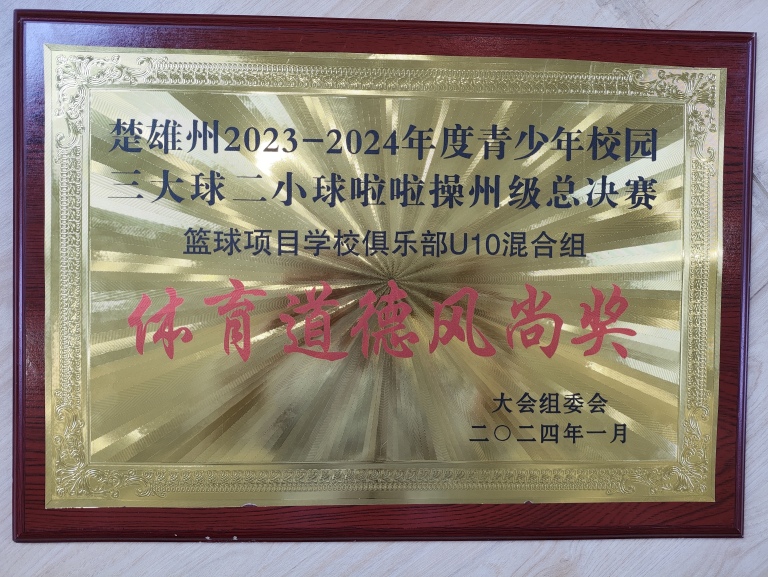 楚雄州2023-2024年度青少年校园
三大球二小球啦啦操州级总决赛
篮球项目学校俱乐部U10混合组
体育道德风尚奖
大会组委会
二〇二四年一月